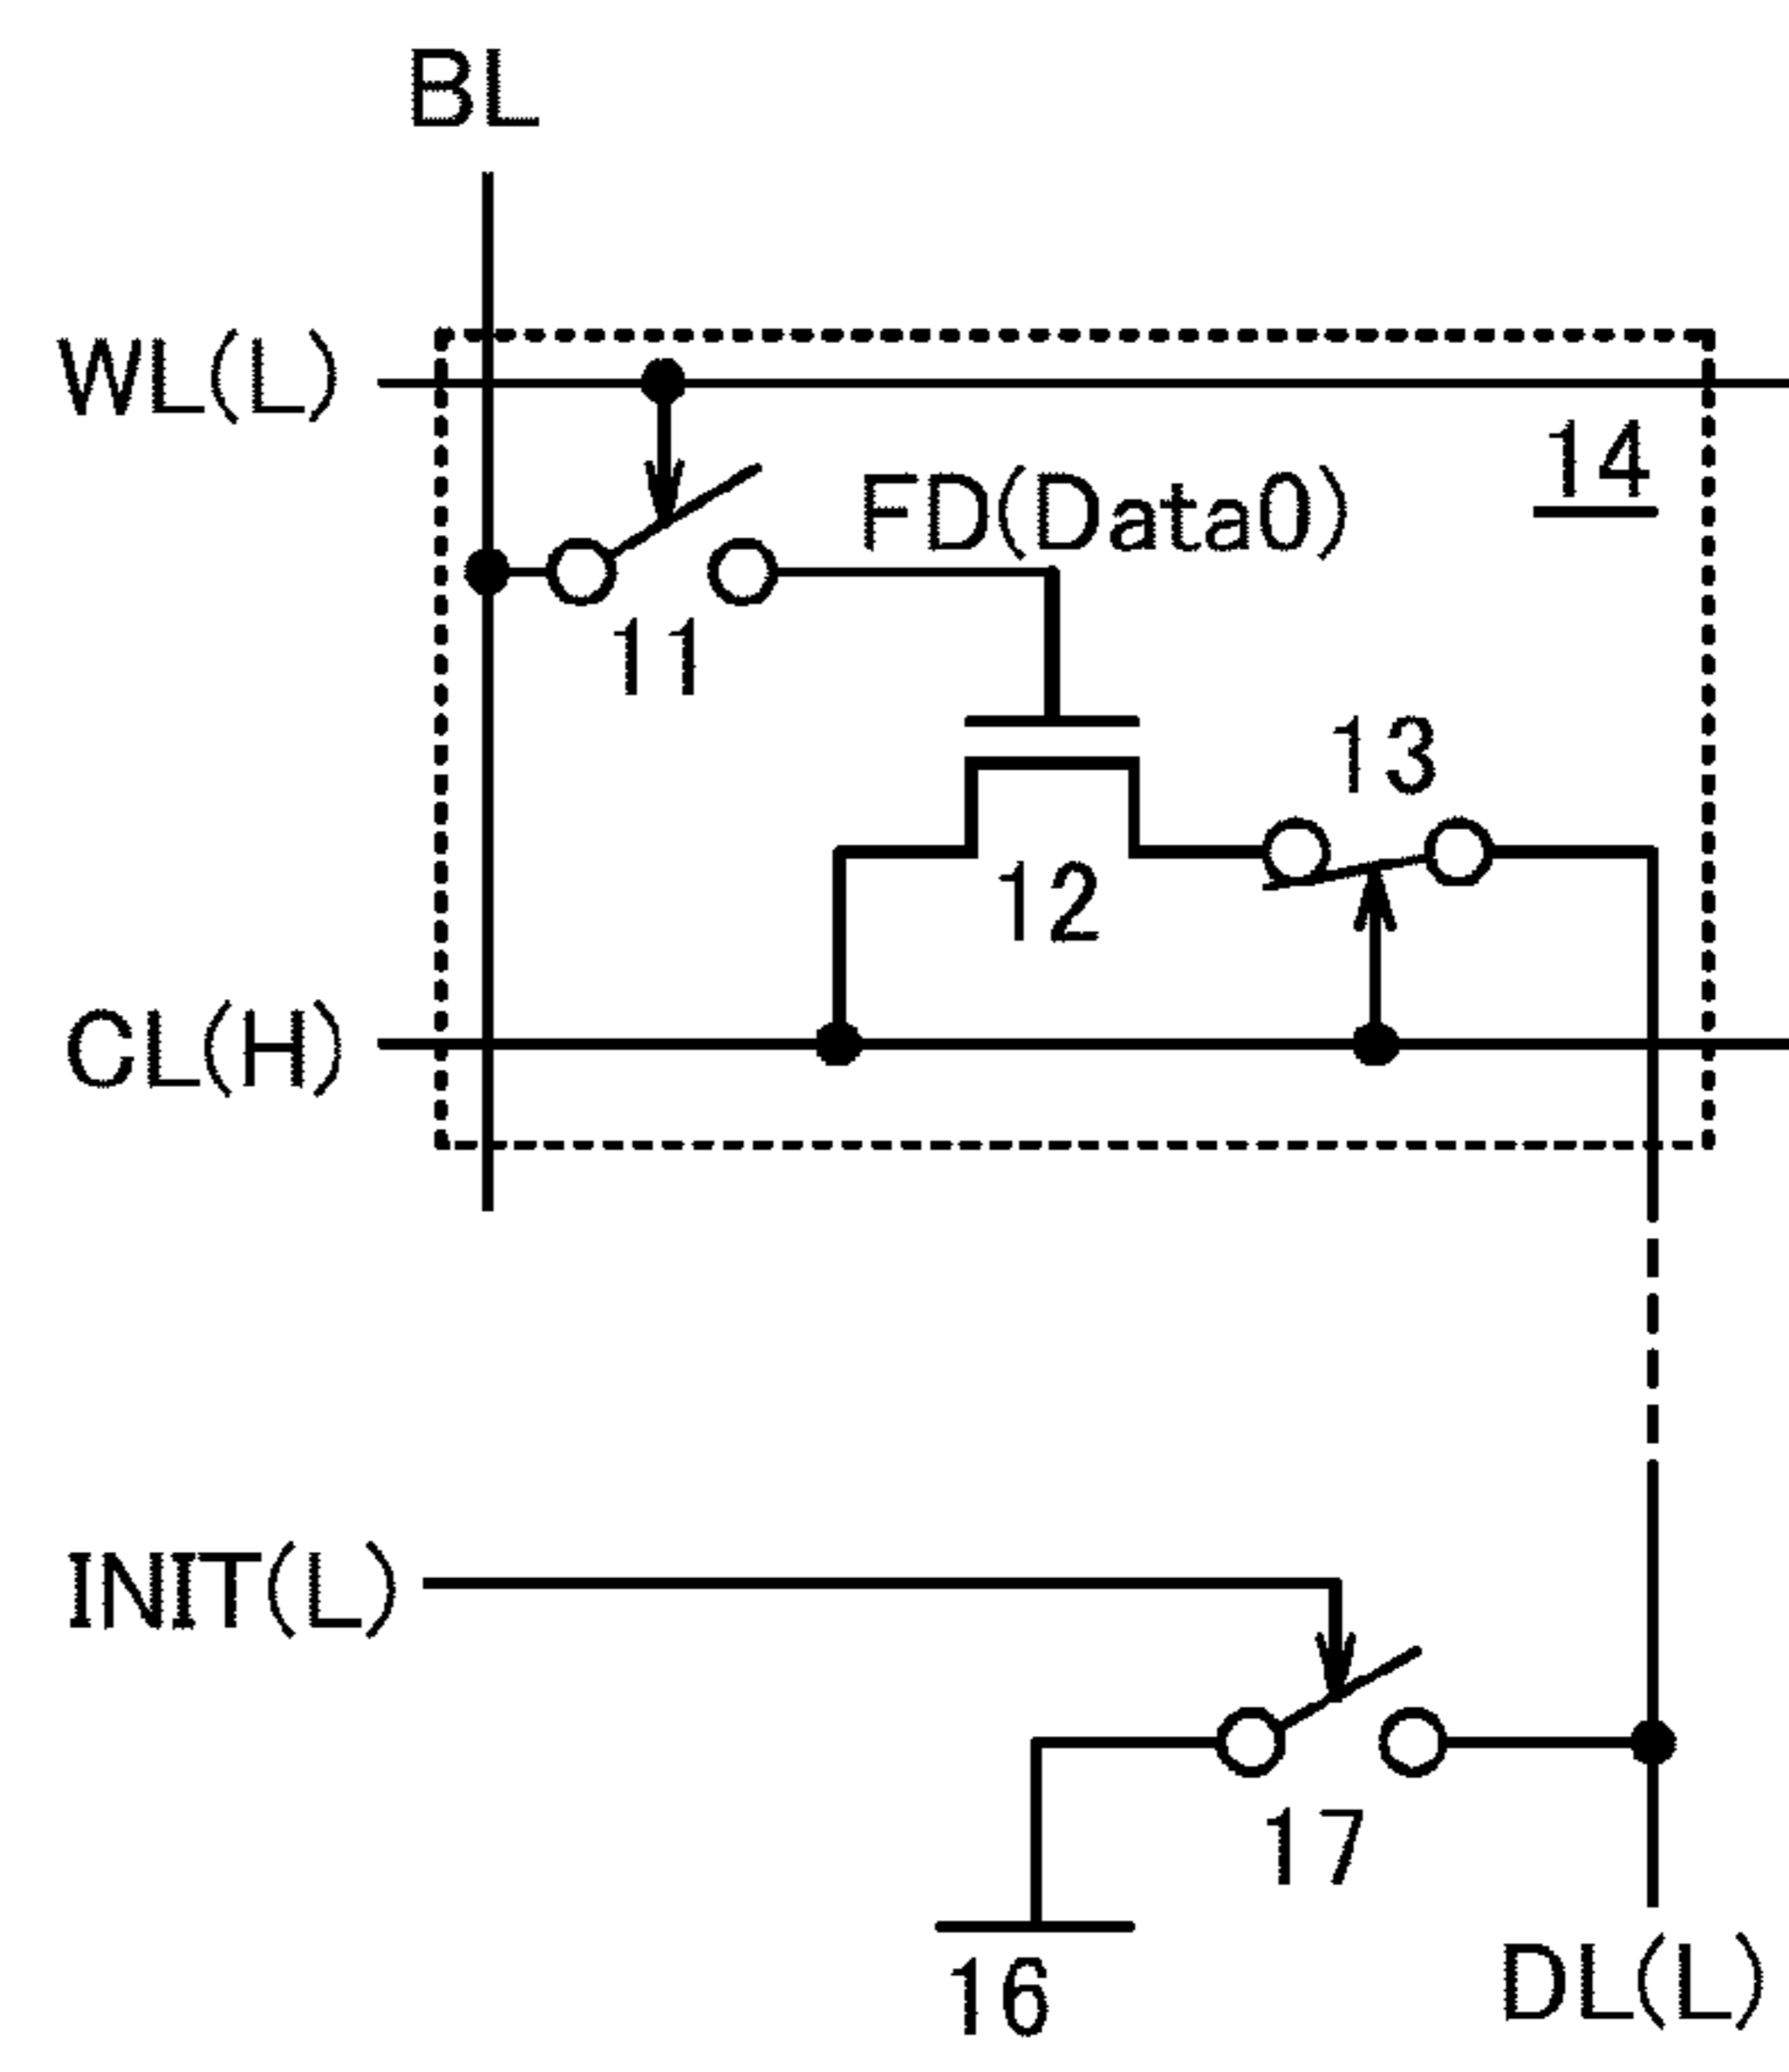 BL
WL(L)
14
FD(Data0)
11
13
12
CL(H)
INIT(L)
17
16
DL(L)